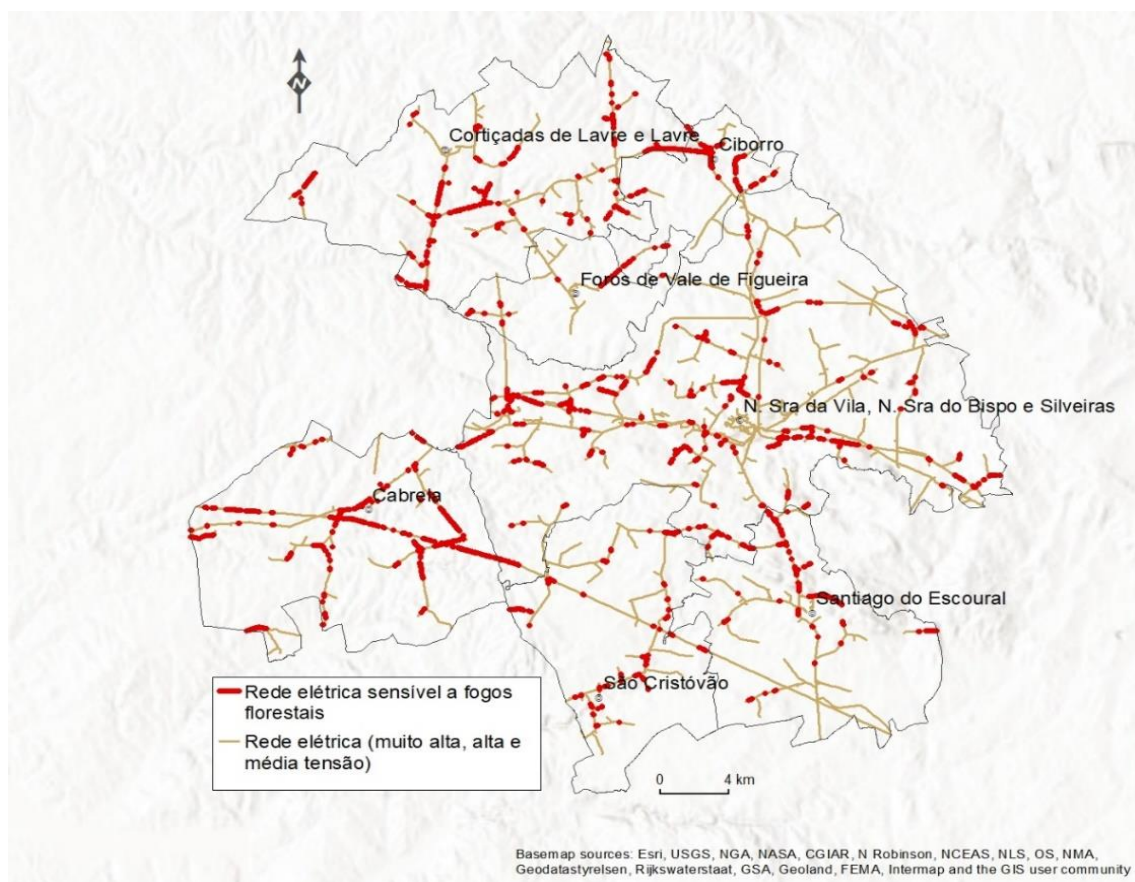 N
Cortiçadas de Lavre e Lavre
Ciborro
Foros de Vale de Figueira
N. Sra da Vila, N. Sra do Bispo e Silveiras
Cabrela
Santiago do Escoural
São Cristóvão
Rede elétrica sensível a fogos
florestais
Rede elétrica (muito alta, alta e
média tensão)
0 4 km
Basemap sources: Esri, USGS, NGA, NASA, CGIAR, N Robinson, NCEAS, NLS, OS, NMA,
Geodatastyrelsen, Rijkswaterstaat, GSA, Geoland, FEMA, Intermap and the GIS user community